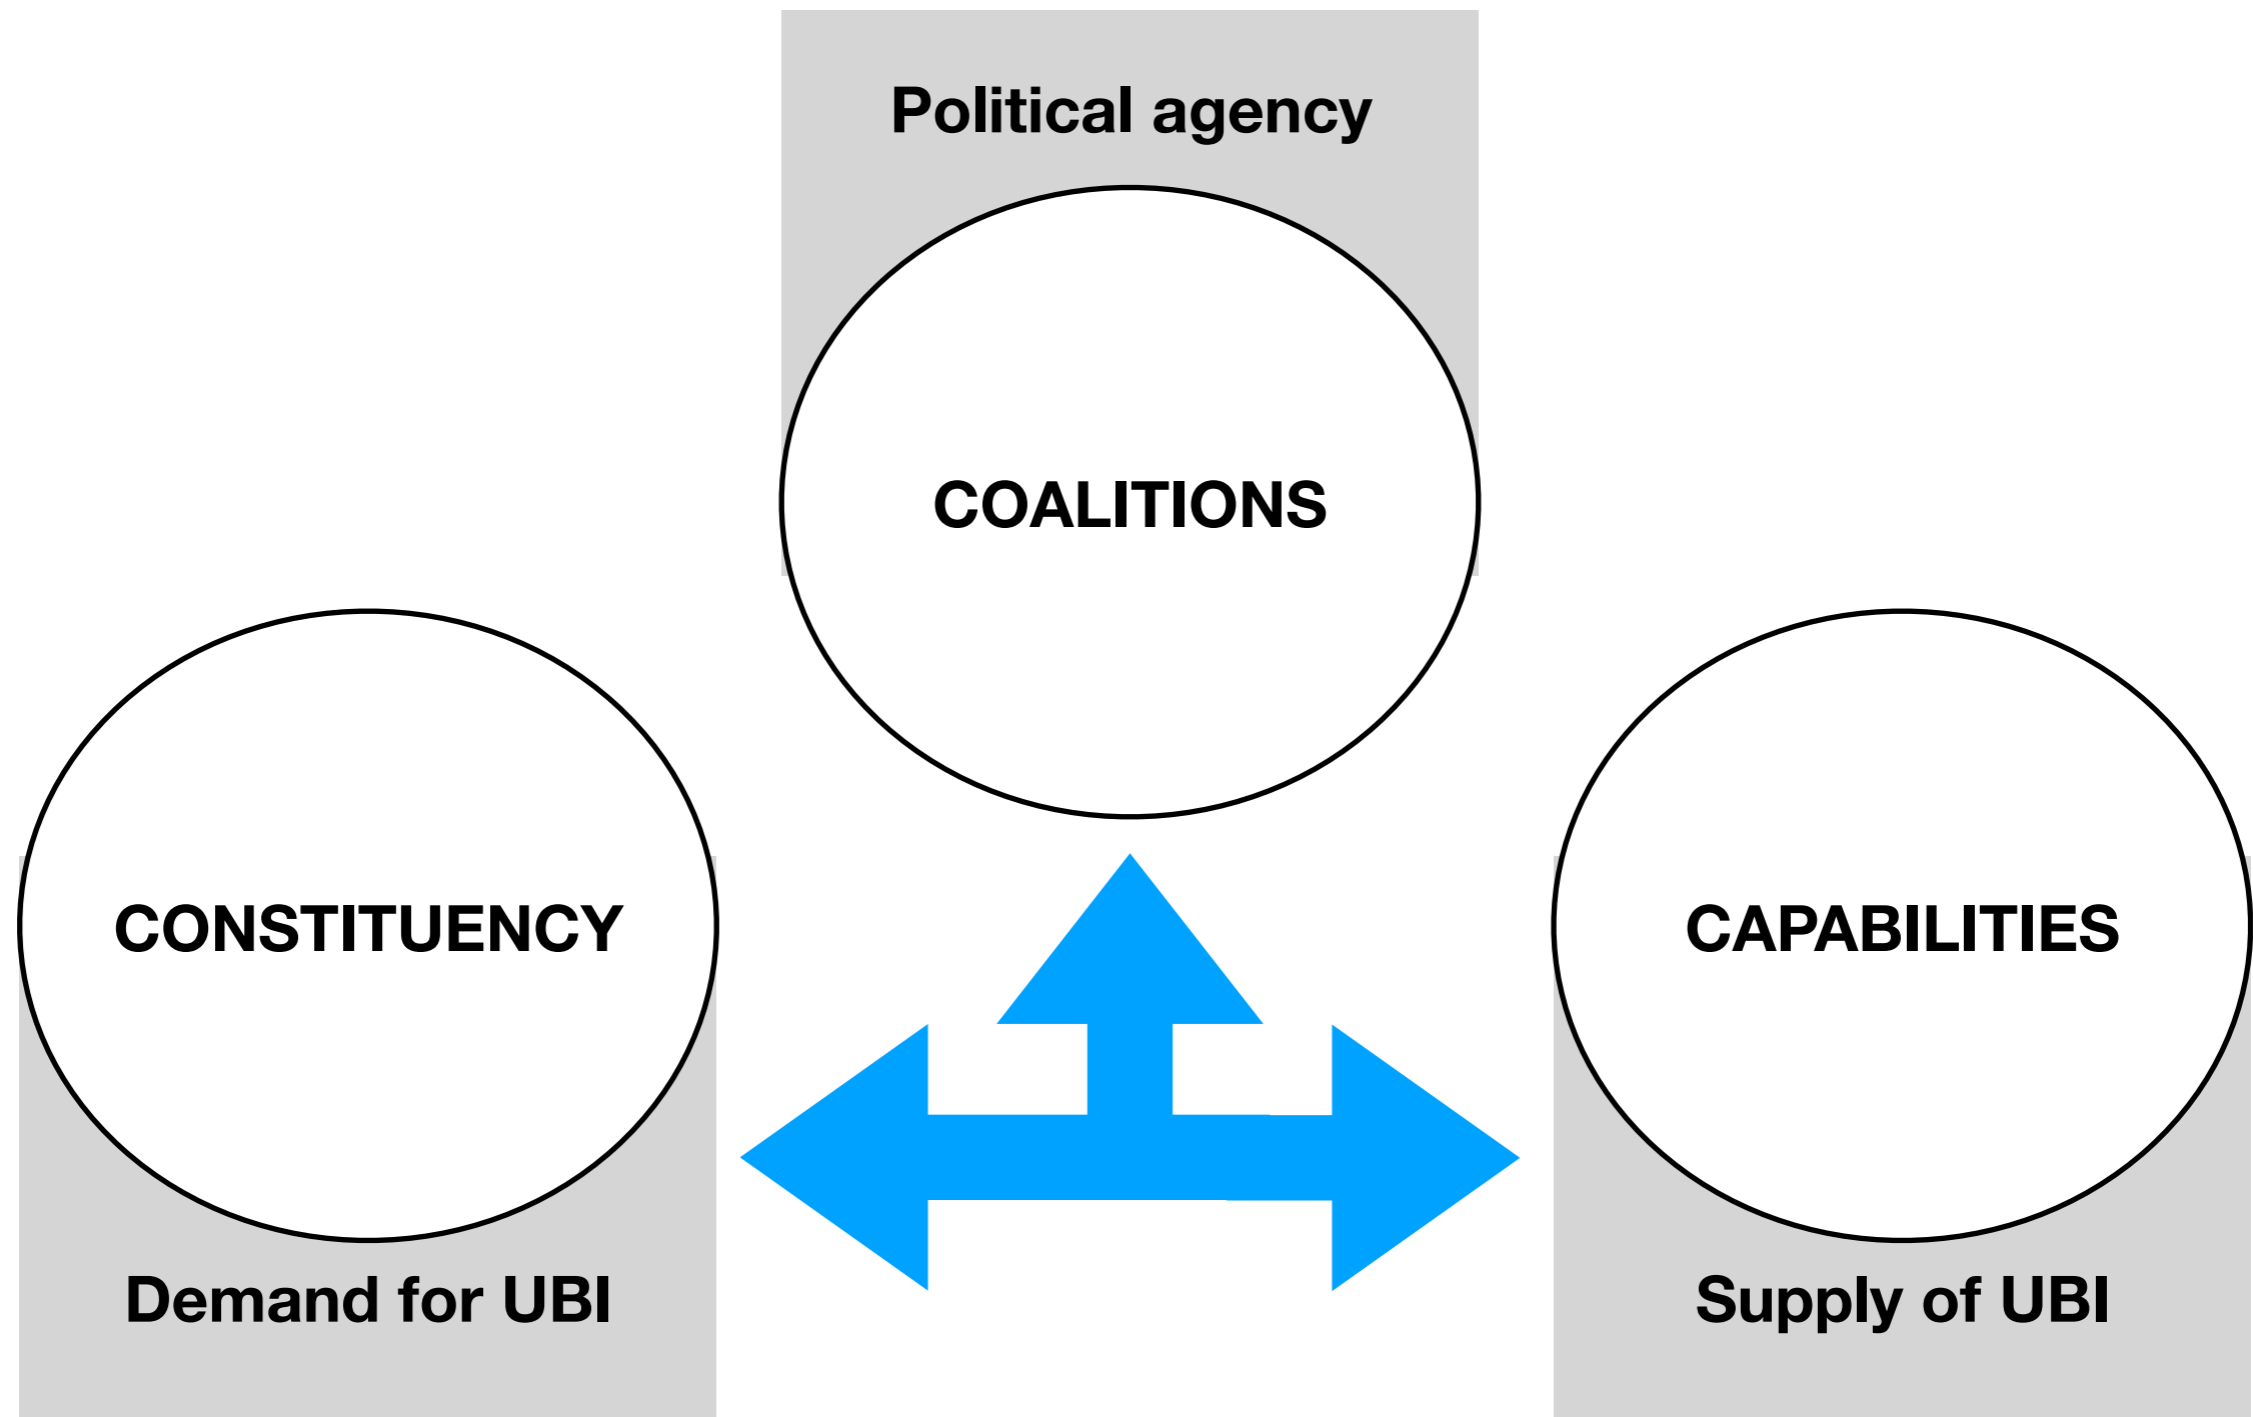 Political agency
COALITIONS
CONSTITUENCY
CAPABILITIES
Demand for UBI
Supply of UBI